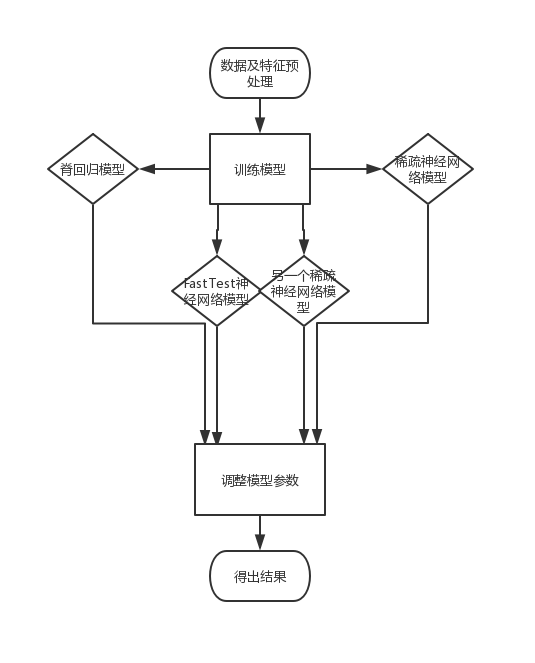 数据及特征预
处理
脊回归模型
训练模型
稀疏神经网
络模型
FastTest神
经网络模型
另一个稀疏
神经网络模
型
调整模型参数
得出结果